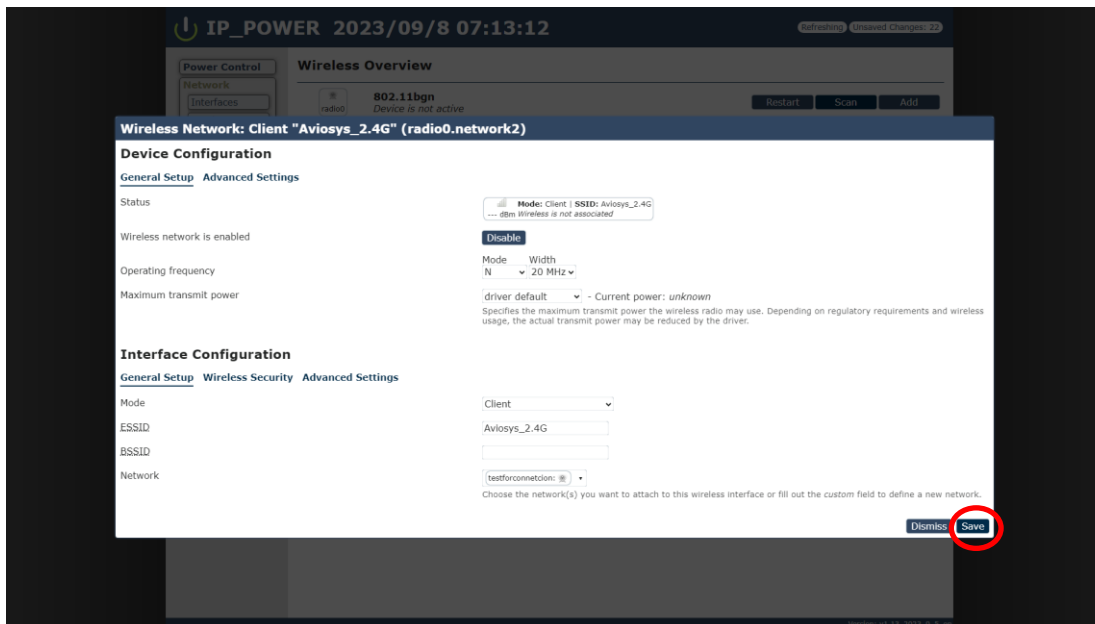 IP_POWER 2023/09/8 07:13:12
Refreshing Unsaved Changes: 22
Power Control
Wireless Overview
Network
Interfaces
radio0
802.11bgn
Device is not active
Restart Scan Add
Wireless Network: Client "Aviosys_2.4G" (radio0.network2)
Device Configuration
General Setup Advanced Settings
Status
Mode: Client | SSID: Aviosys_2.4G
--- dBm Wireless is not associated
Wireless network is enabled
Disable
Mode Width
Operating frequency
N 20 MHz
Maximum transmit power
driver default - Current power: unknown
Specifies the maximum transmit power the wireless radio may use. Depending on regulatory requirements and wireless
usage, the actual transmit power may be reduced by the driver.
Interface Configuration
General Setup Wireless Security Advanced Settings
Mode
Client
ESSID
Aviosys_2.4G
BSSID
Network
testforconnetcion:
Choose the network(s) you want to attach to this wireless interface or fill out the custom field to define a new network.
Dismiss Save